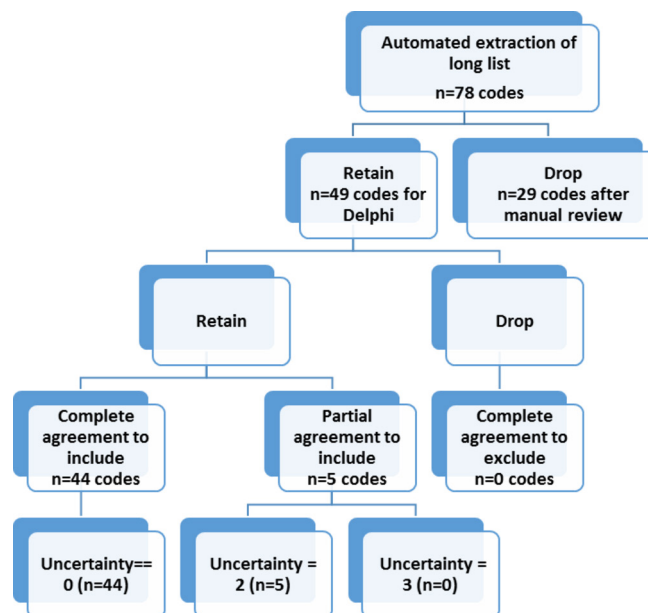 Automated extraction of
long list
n=78 codes
Retain
n=49 codes for
Delphi
Drop
n=29 codes after
manual review
Retain
Drop
Complete
agreement to
include
n=44 codes
Partial
agreement to
include
n=5 codes
Complete
agreement to
exclude
n=0 codes
Uncertainty==
0 (n=44)
Uncertainty =
2 (n=5)
Uncertainty =
3 (n=0)